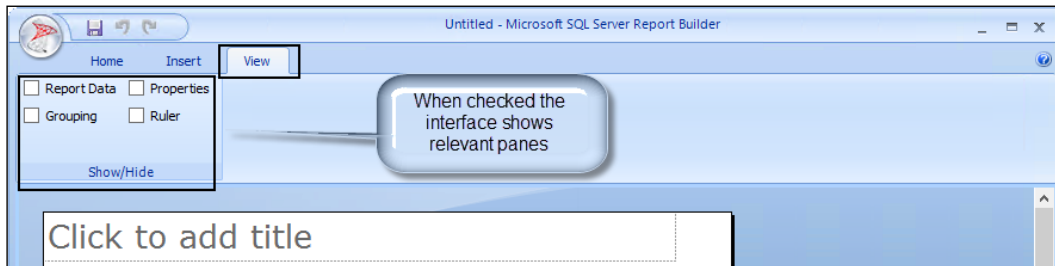 Untitled - Microsoft SQL Server Report Builder
Home Insert View
Report Data Properties
Grouping Ruler
Show/Hide
When checked the
interface shows
relevant panes
Click to add title